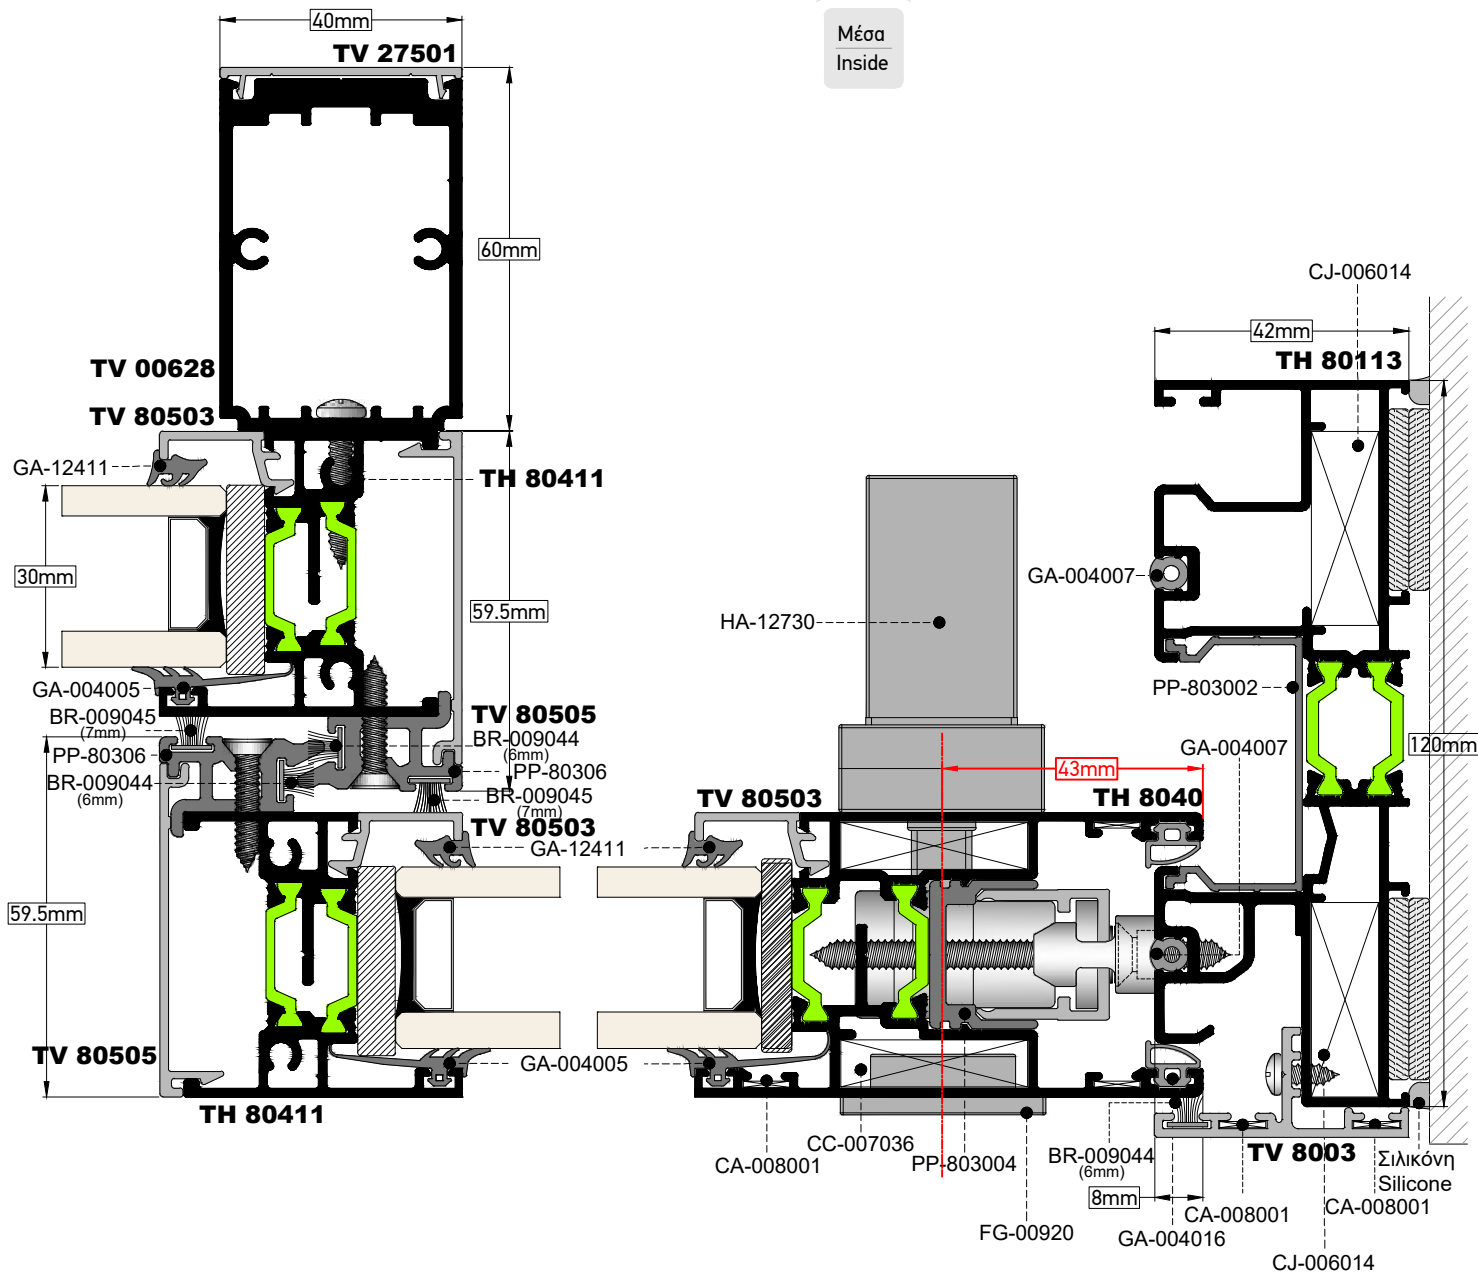 40mm
TV 27501
Μέσα
Inside
60mm
CJ-006014
42mm
TH 80113
TV 00628
TV 80503
GA-12411
TH 80411
30mm
GA-004007
59.5mm
HA-12730
GA-004005
PP-803002
BR-009045
(7mm)
TV 80505
BR-009044
(6mm)
GA-004007
120mm
PP-80306
PP-80306
43mm
BR-009044
(6mm)
BR-009045
(7mm)
TV 80503
TH 8040
TV 80503
GA-12411
59.5mm
TV 80505
GA-004005
TH 80411
CC-007036
CA-008001
PP-803004
BR-009044
(6mm)
TV 8003
Σιλικόνη
Silicone
8mm
CA-008001
CA-008001
FG-00920
GA-004016
CJ-006014